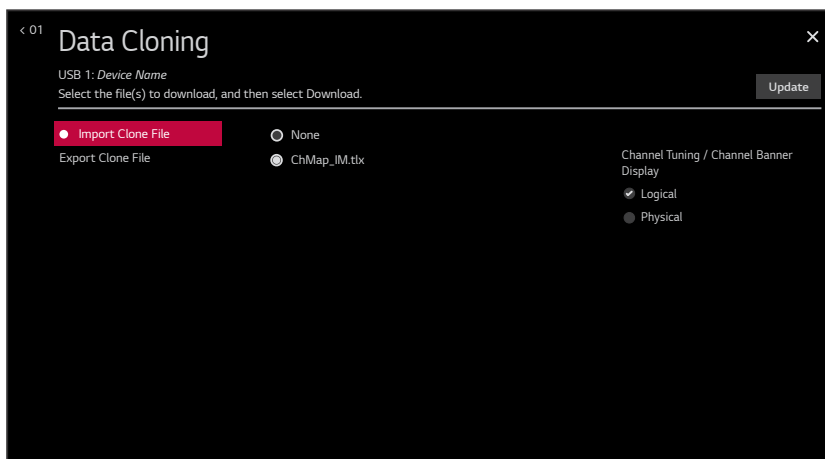 < 01
Data Cloning
USB 1: Device Name
Select the file(s) to download, and then select Download.
Update
Import Clone File
Export Clone File
None
ChMap_IM.tlx
Channel Tuning / Channel Banner
Display
Logical
Physical